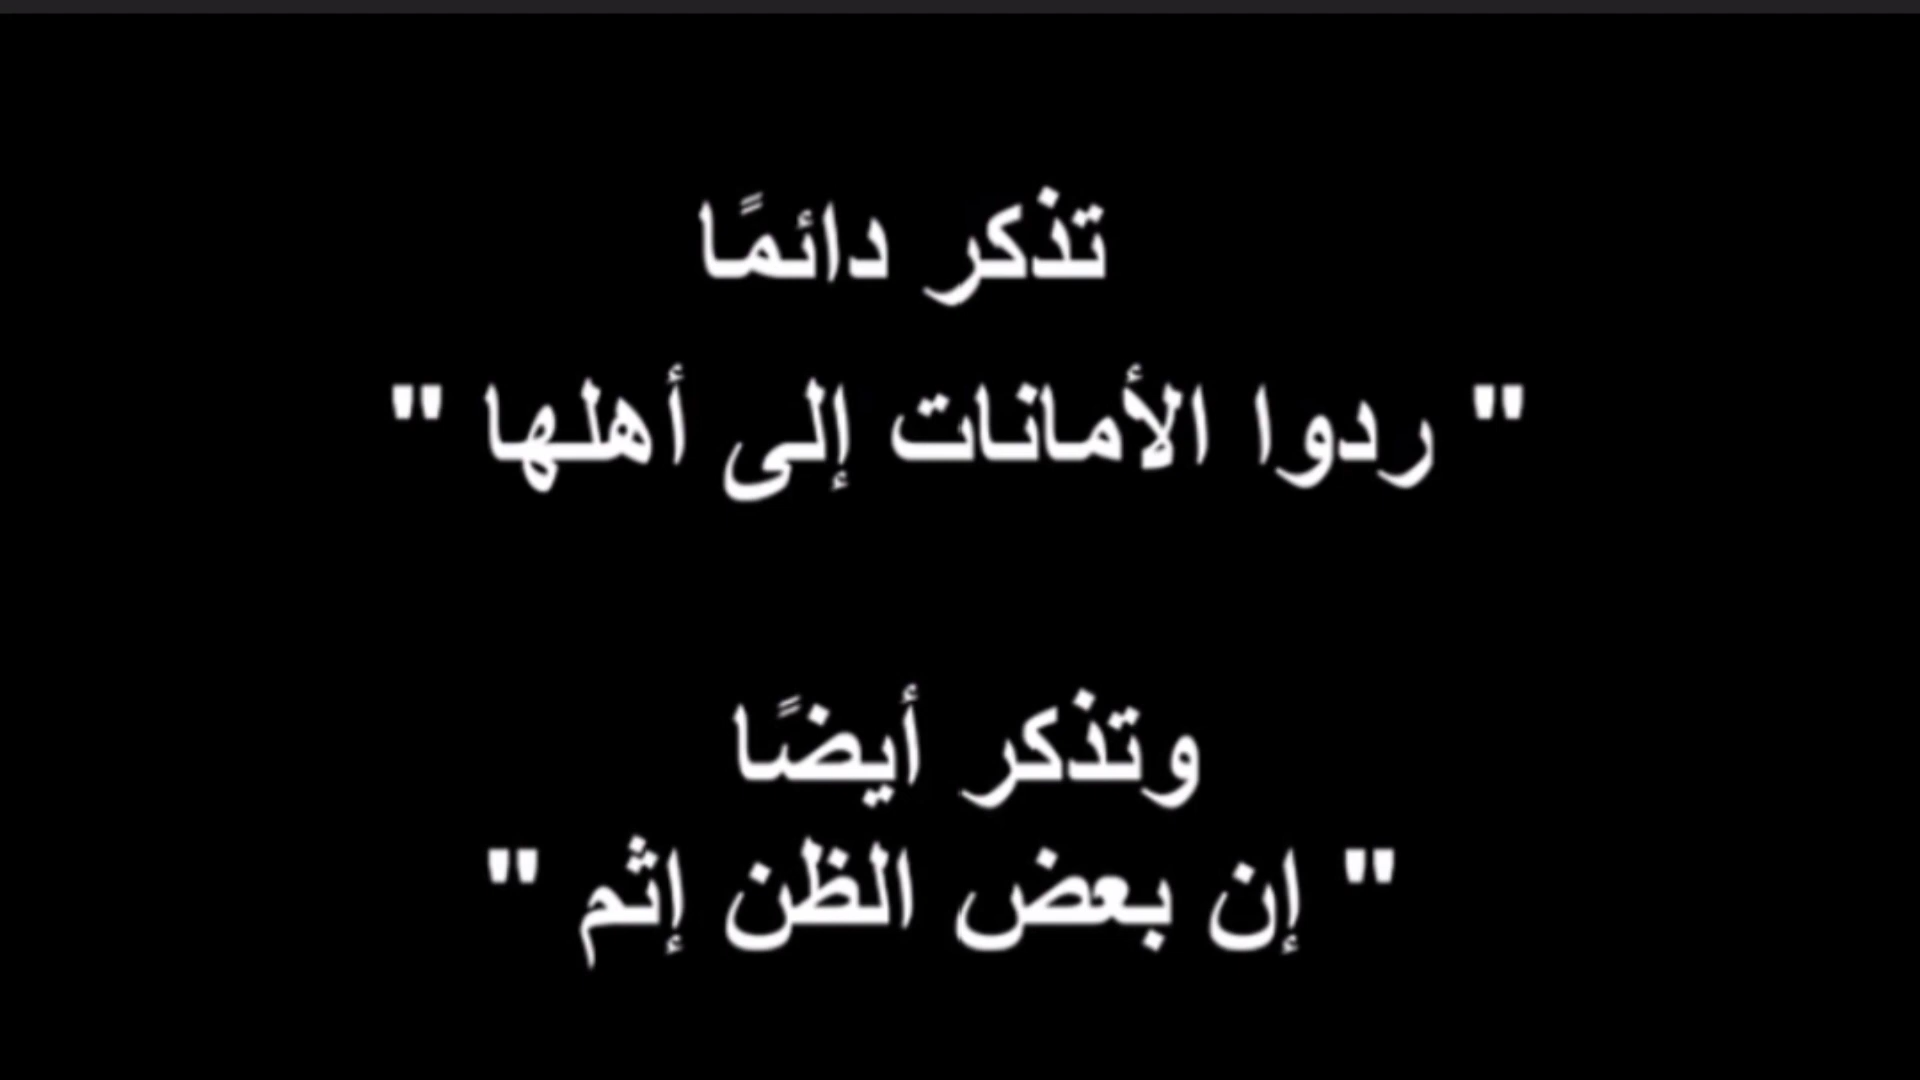 تذكر دائمًا
" ردوا الأمانات إلى أهلها "
وتذكر أيضًا
" إن بعض الظن إثم "